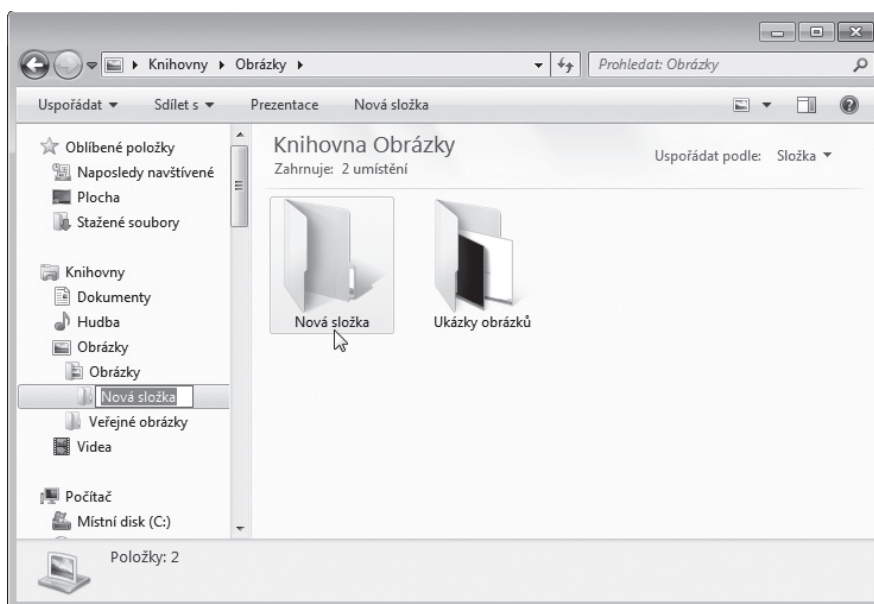 Knihovny Obrázky
Prohledat: Obrázky
Uspořádat Sdílet s Prezentace Nová složka
Oblíbené položky
Naposledy navštívené
Plocha
Stažené soubory
Knihovny
Dokumenty
Hudba
Obrázky
Obrázky
Nová složka
Veřejné obrázky
Videa
Počítač
Místní disk (C:)
Knihovna Obrázky
Zahrnuje: 2 umístění
Uspořádat podle: Složka
Nová složka
Ukázky obrázků
Položky: 2